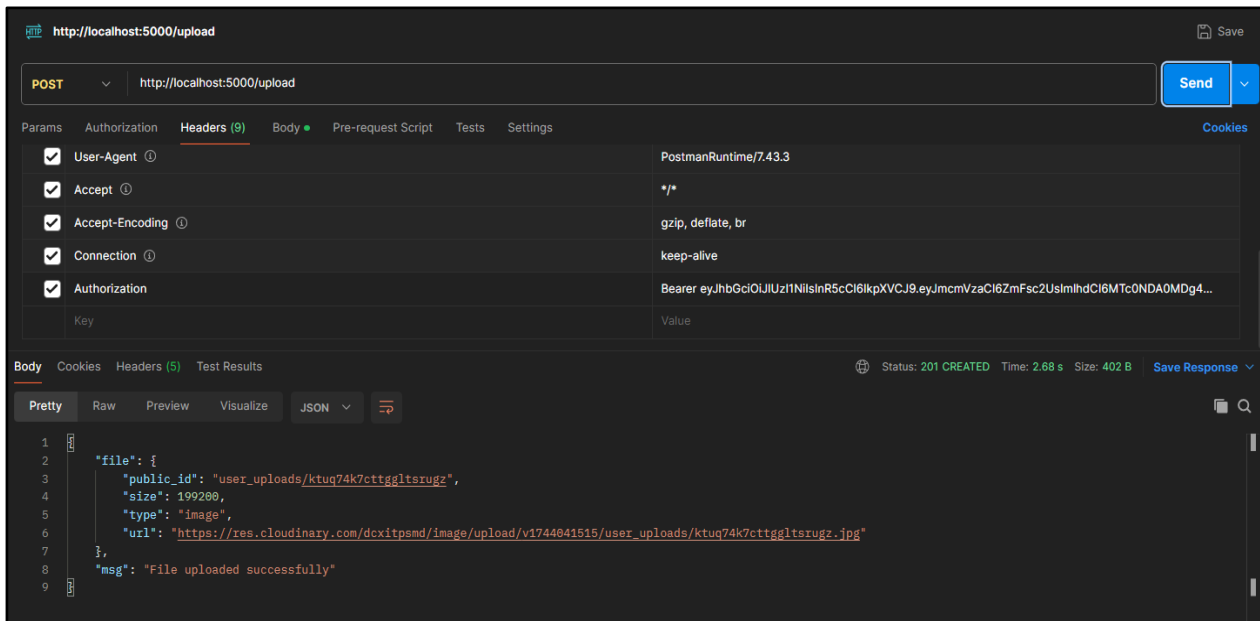 HTTP http://localhost:5000/upload Save
POST http://localhost:5000/upload Send
Params Authorization Headers (9) Body Pre-request Script Tests Settings Cookies
User-Agent PostmanRuntime/7.43.3
Accept */*
Accept-Encoding gzip, deflate, br
Connection keep-alive
Authorization Bearer eyJhbGciOiJIUzI1NiIsInR5cCI6IkpXVCJ9.eyJmcmVzaCI6ZmFsc2UsImlhdCI6MTc0NDA0MDg4...
Key Value
Body Cookies Headers (5) Test Results Status: 201 CREATED Time: 2.68 s Size: 402 B Save Response
Pretty Raw Preview Visualize JSON
1 {
2 "file": {
3 "public_id": "user_uploads/ktuq74k7cttggltsrugz",
4 "size": 199200,
5 "type": "image",
6 "url": "https://res.cloudinary.com/dcxitpsmd/image/upload/v1744041515/user_uploads/ktuq74k7cttggltsrugz.jpg"
7 },
8 "msg": "File uploaded successfully"
9 }